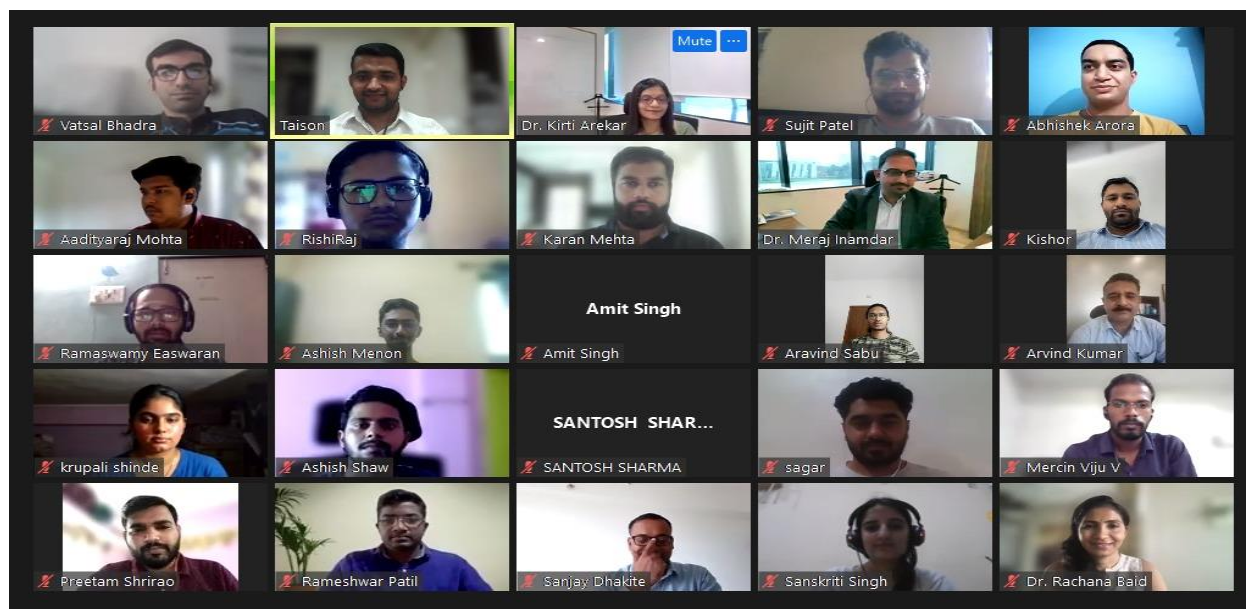 Mute ...
Vatsal Bhadra
Taison
Dr. Kirti Arekar
Sujit Patel
Abhishek Arora
Aadityaraj Mohta
RishiRaj
Karan Mehta
Dr. Meraj Inamdar
Kishor
Amit Singh
Ramaswamy Easwaran
Ashish Menon
Amit Singh
Aravind Sabu
Arvind Kumar
SANTOSH SHAR...
krupali shinde
Ashish Shaw
SANTOSH SHARMA
sagar
Mercin Viju V
Preetam Shrirao
Rameshwar Patil
Sanjay Dhakite
Sanskriti Singh
Dr. Rachana Baid